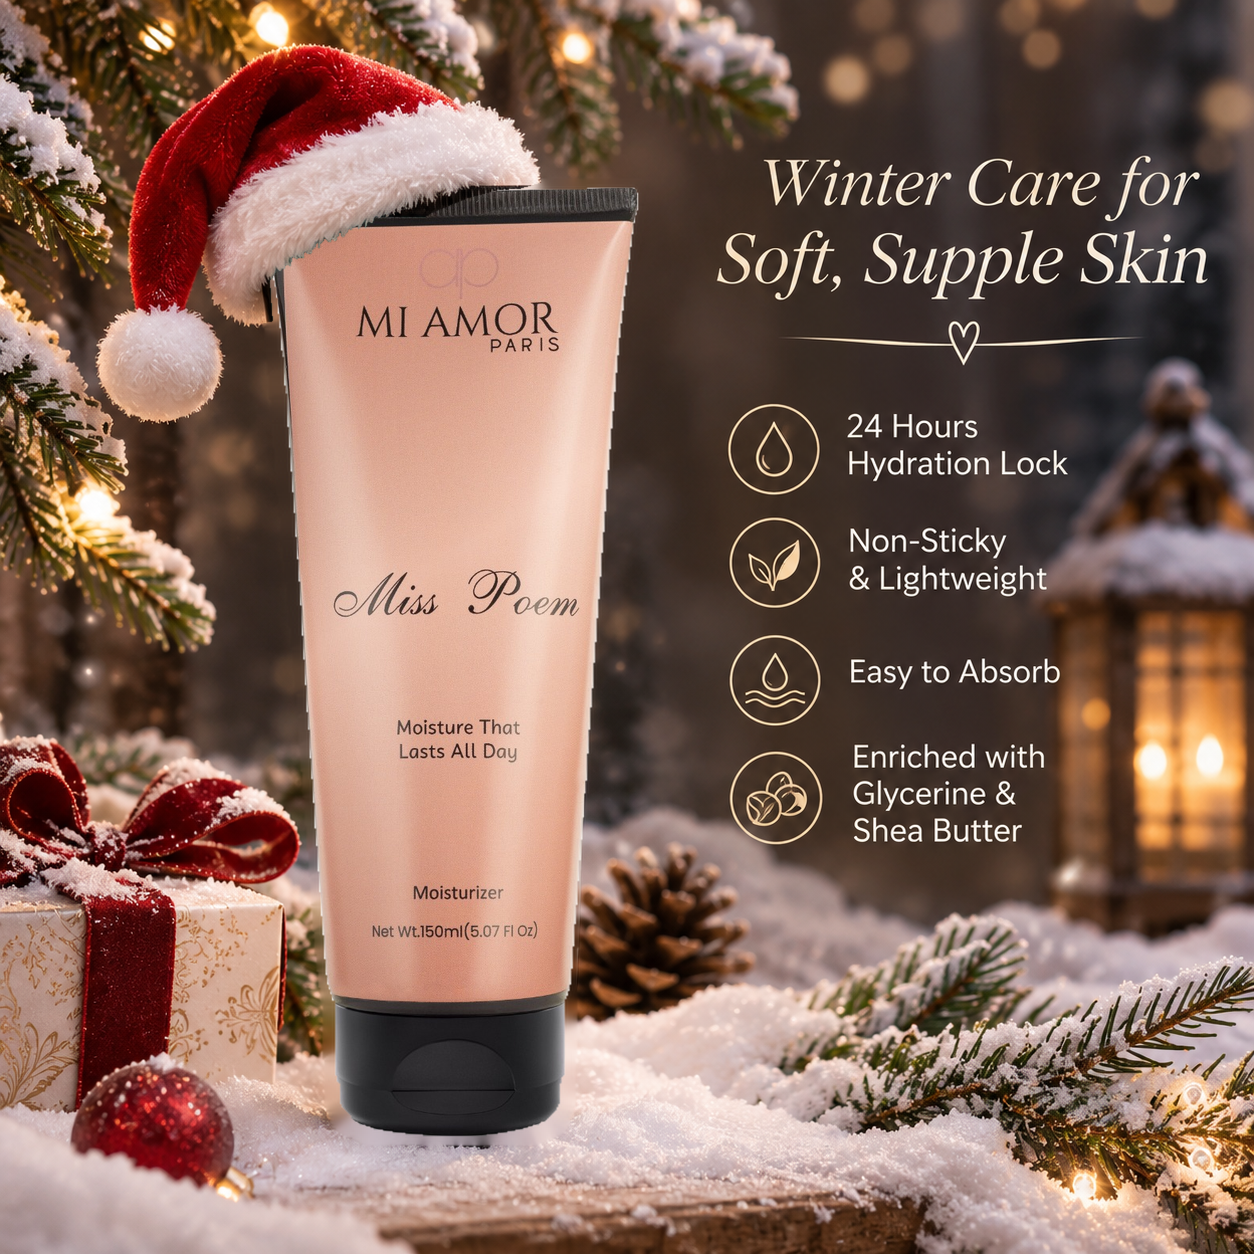 MI AMOR
PARIS
Miss Poem
Moisture That
Lasts All Day
Moisturizer
Net Wt.150ml(5.07 Fl Oz)
Winter Care for
Soft, Supple Skin
24 Hours
Hydration Lock
Non-Sticky
& Lightweight
Easy to Absorb
Enriched with
Glycerine &
Shea Butter